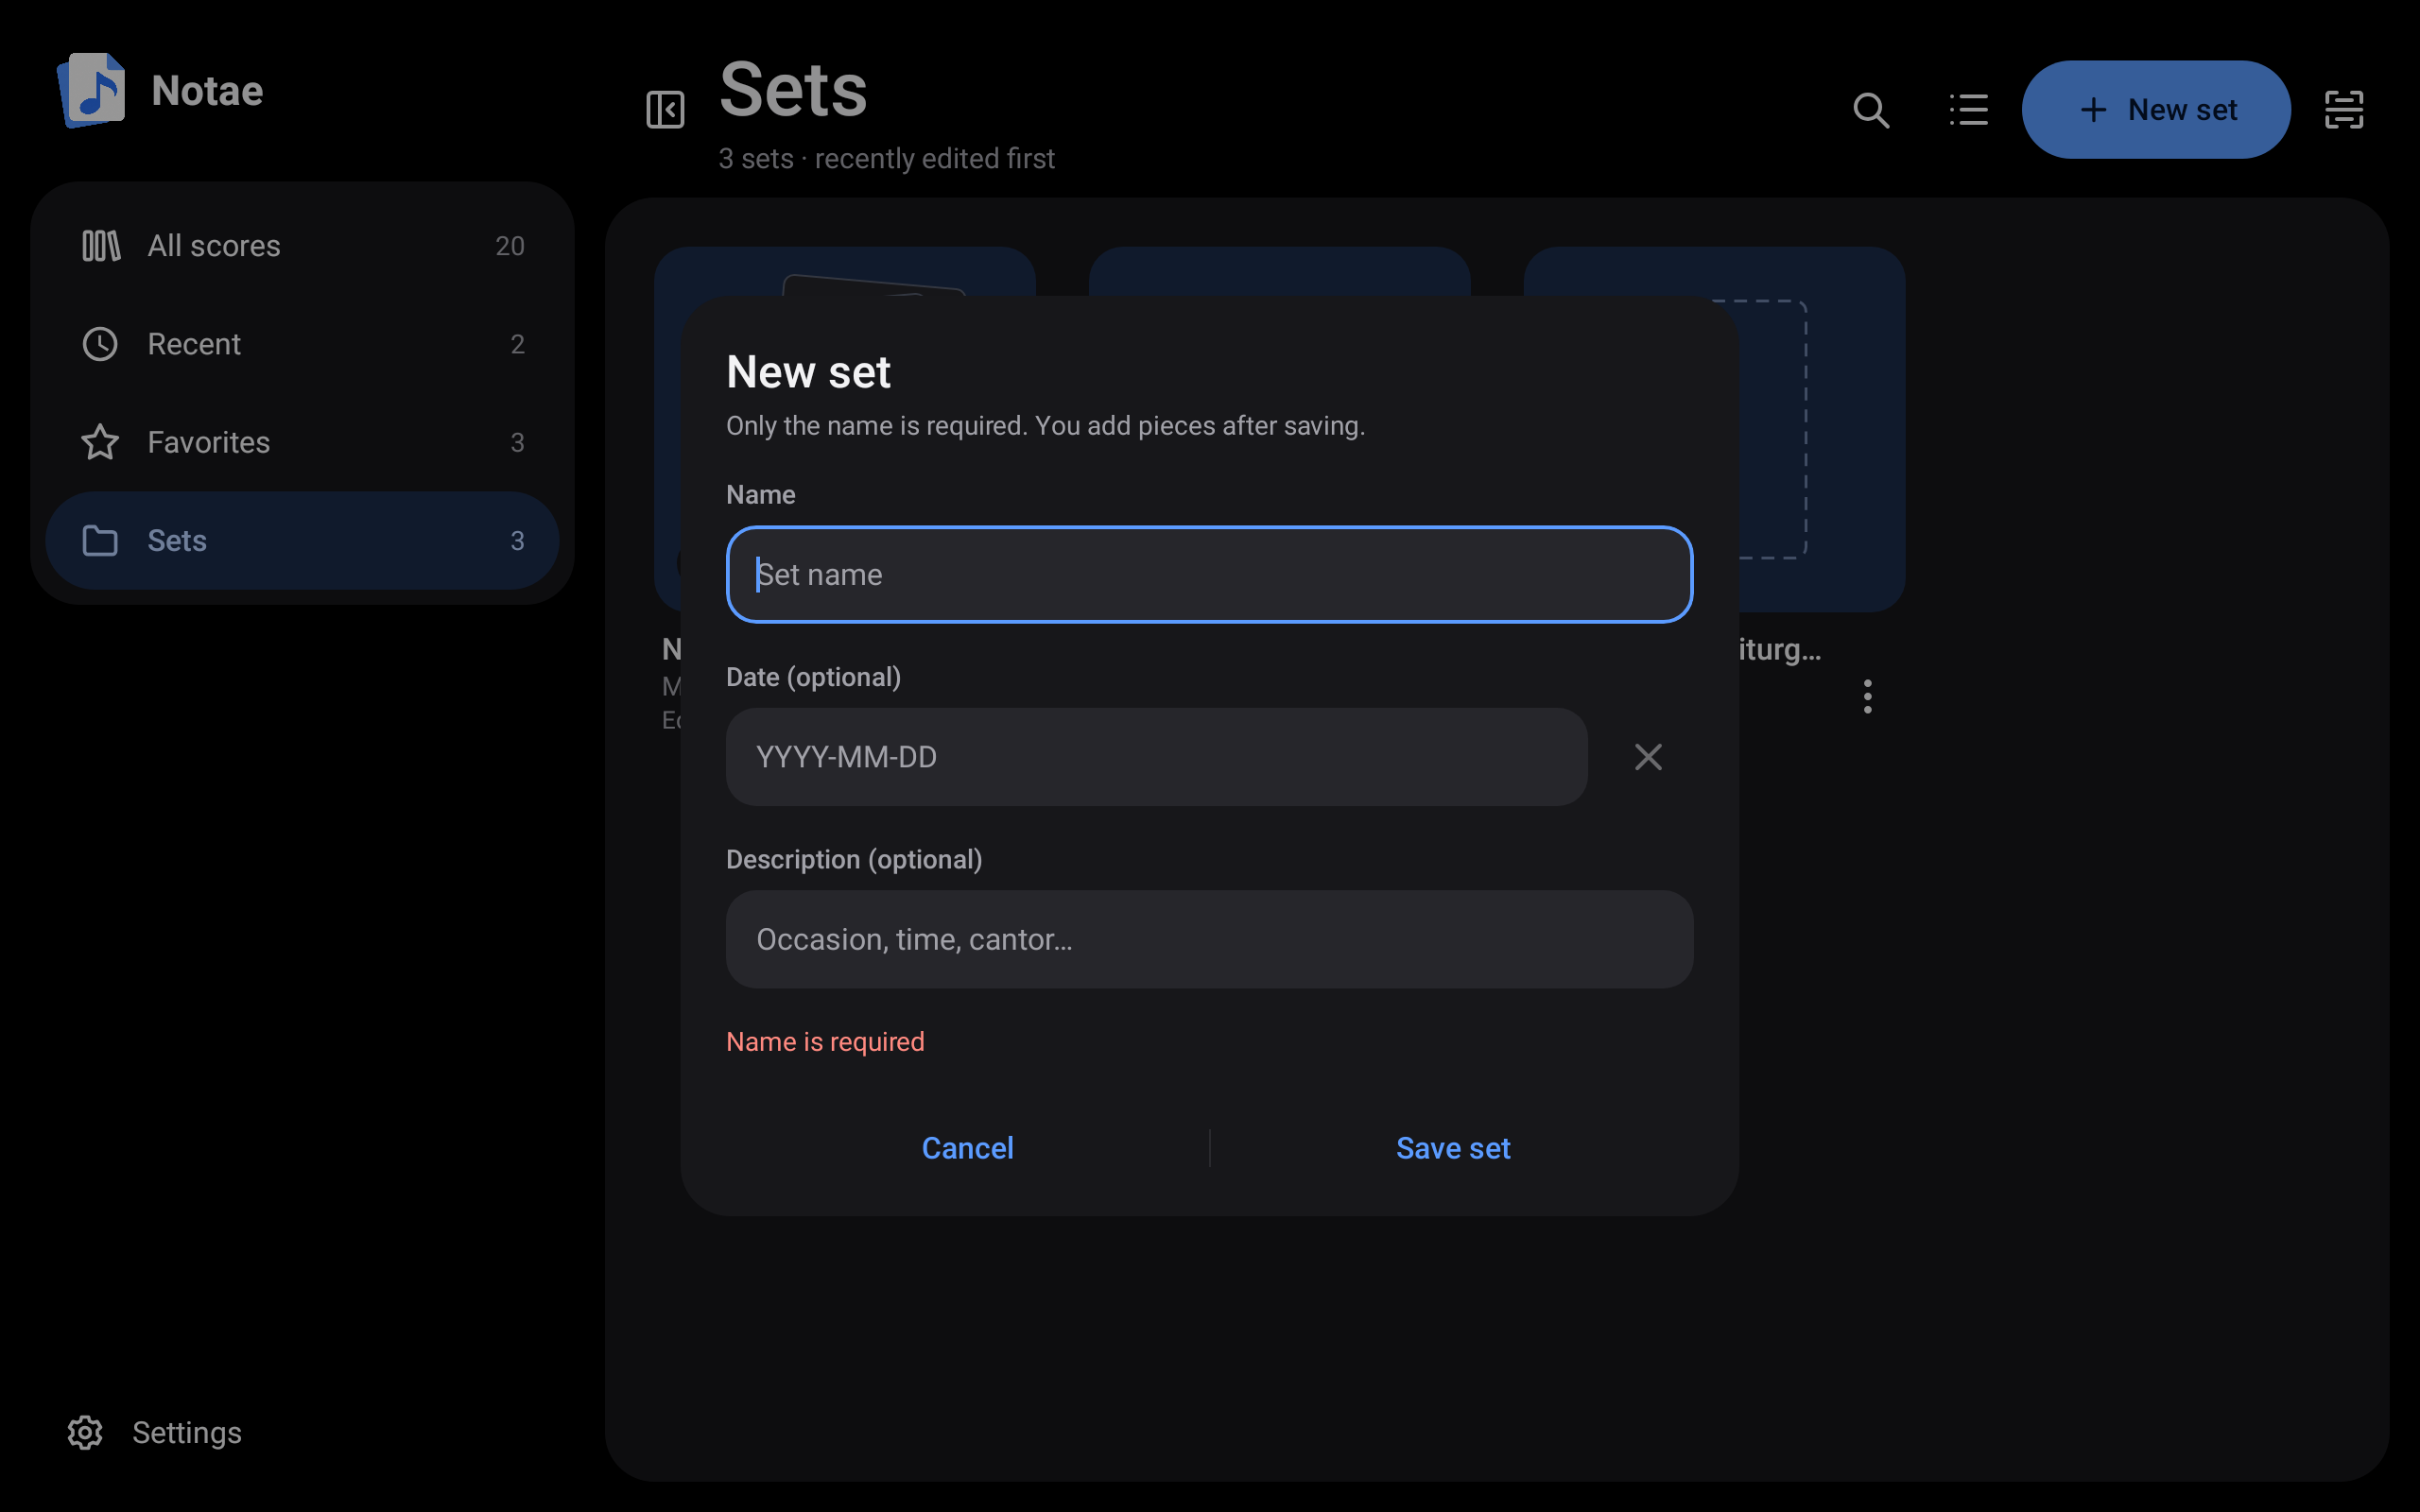 Notae
All scores 20
Recent 2
Favorites 3
Sets 3
Settings
Sets
3 sets · recently edited first
New set
New set
Only the name is required. You add pieces after saving.
Name
Set name
Date (optional)
YYYY-MM-DD
Description (optional)
Occasion, time, cantor…
Name is required
Cancel
Save set